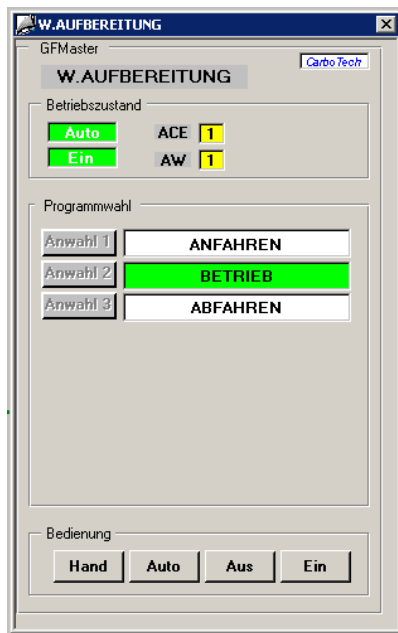 W.AUFBEREITUNG
GFMaster
CarboTech
W.AUFBEREITUNG
Betriebszustand
Auto ACE 1
Ein AW 1
Programmwahl
Anwahl 1 ANFAHREN
Anwahl 2 BETRIEB
Anwahl 3 ABFAHREN
Bedienung
Hand Auto Aus Ein